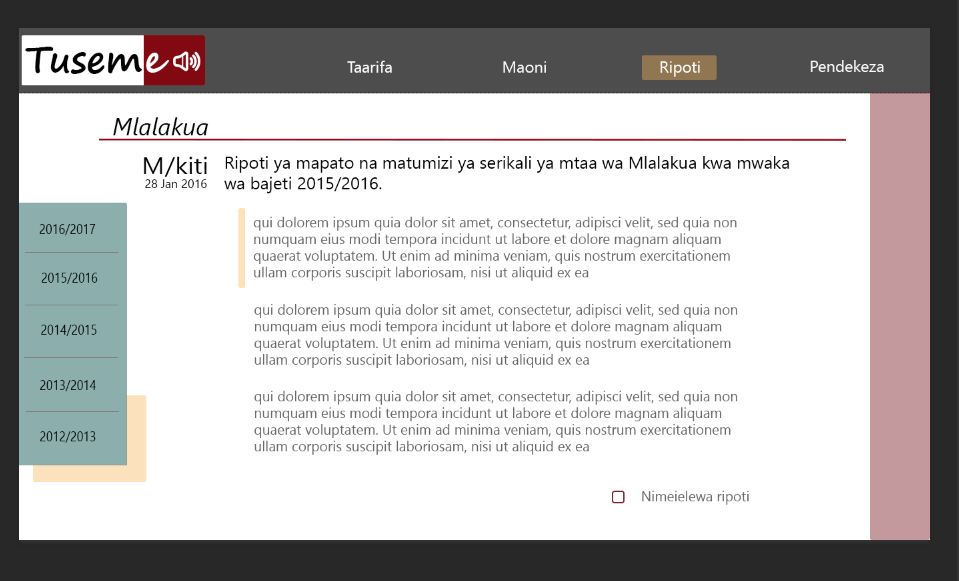 Tuseme
Taarifa
Maoni
Ripoti
Pendekeza
Mlalakua
M/kiti
28 Jan 2016
Ripoti ya mapato na matumizi ya serikali ya mtaa wa Mlalakua kwa mwaka
wa bajeti 2015/2016.
2016/2017
2015/2016
2014/2015
2013/2014
2012/2013
qui dolorem ipsum quia dolor sit amet, consectetur, adipisci velit, sed quia non
numquam eius modi tempora incidunt ut labore et dolore magnam aliquam
quaerat voluptatem. Ut enim ad minima veniam, quis nostrum exercitationem
ullam corporis suscipit laboriosam, nisi ut aliquid ex ea
qui dolorem ipsum quia dolor sit amet, consectetur, adipisci velit, sed quia non
numquam eius modi tempora incidunt ut labore et dolore magnam aliquam
quaerat voluptatem. Ut enim ad minima veniam, quis nostrum exercitationem
ullam corporis suscipit laboriosam, nisi ut aliquid ex ea
qui dolorem ipsum quia dolor sit amet, consectetur, adipisci velit, sed quia non
numquam eius modi tempora incidunt ut labore et dolore magnam aliquam
quaerat voluptatem. Ut enim ad minima veniam, quis nostrum exercitationem
ullam corporis suscipit laboriosam, nisi ut aliquid ex ea
Nimeielewa ripoti